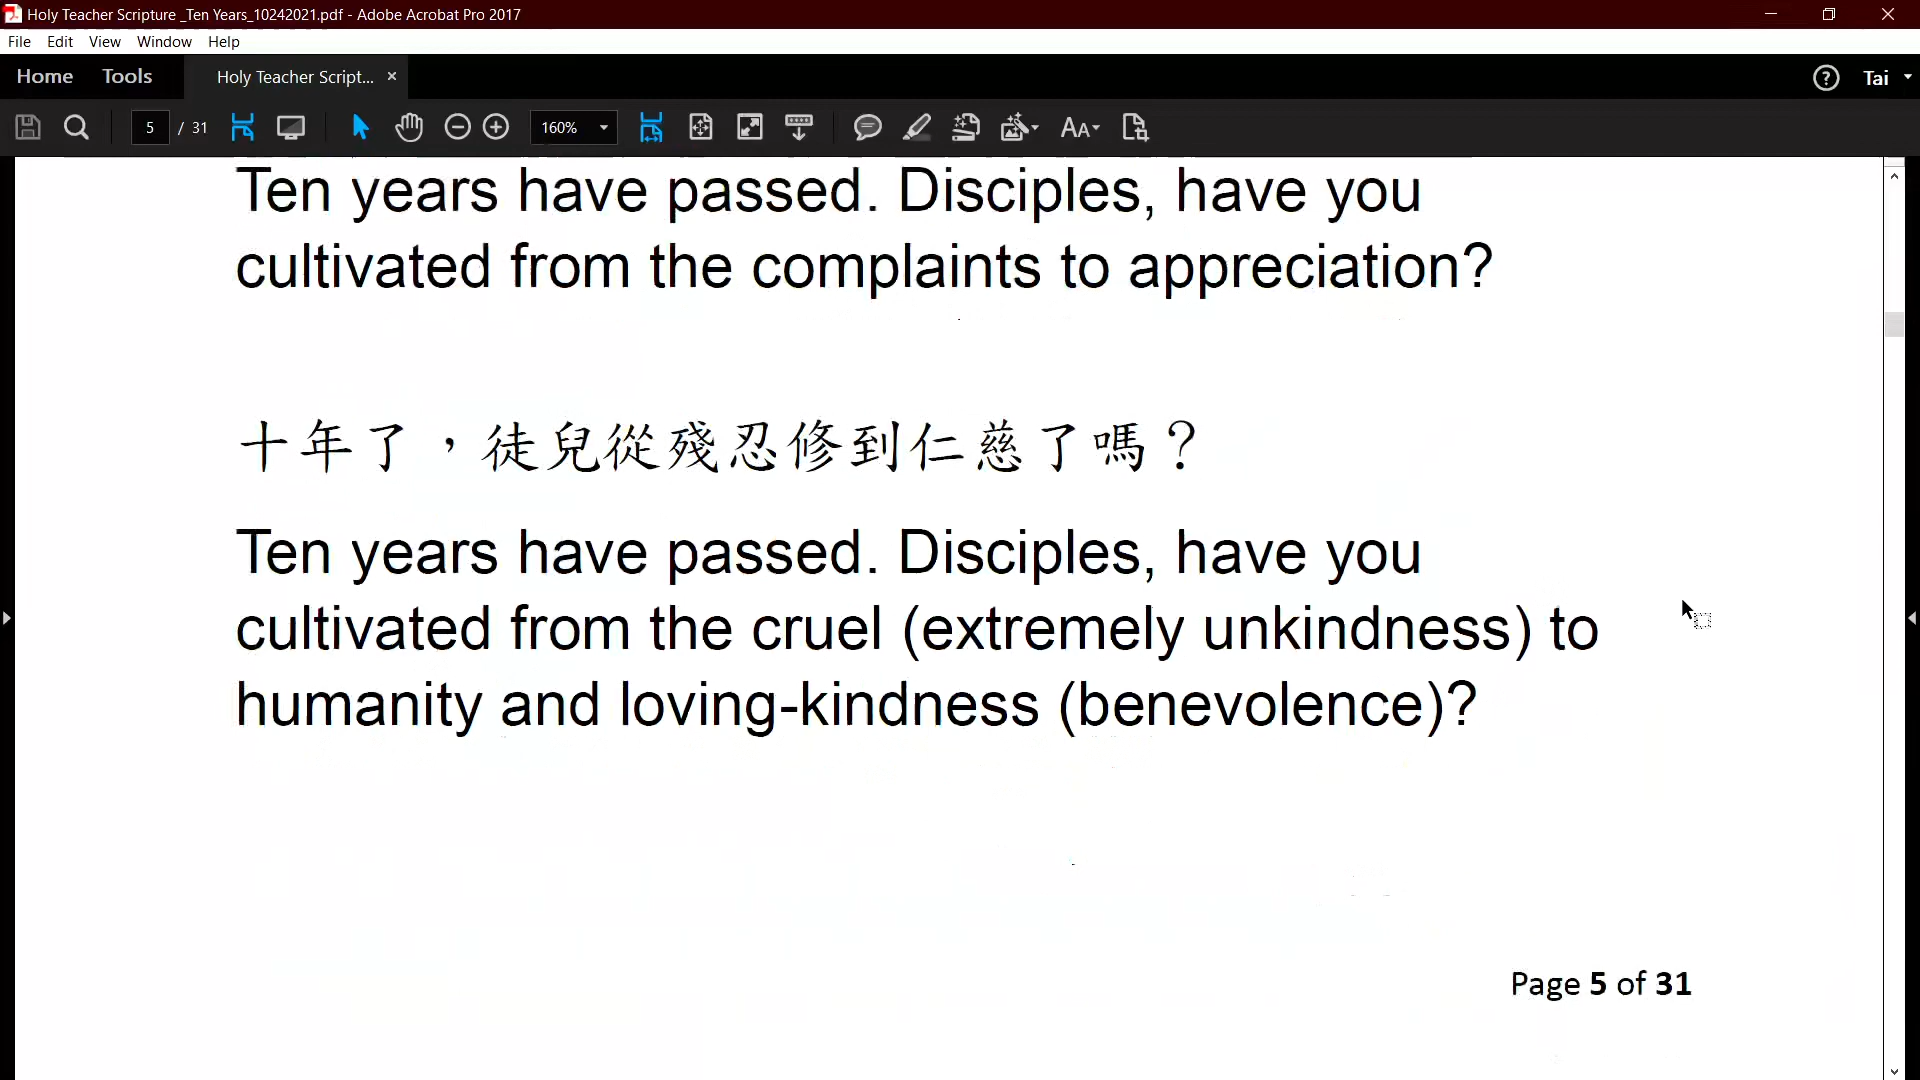 Holy Teacher Scripture _Ten Years_10242021.pdf - Adobe Acrobat Pro 2017
File Edit View Window Help
Home Tools Holy Teacher Script... × Tai
5 / 31 160%
Ten years have passed. Disciples, have you
cultivated from the complaints to appreciation?
十年了，徒兒從殘忍修到仁慈了嗎？
Ten years have passed. Disciples, have you
cultivated from the cruel (extremely unkindness) to
humanity and loving-kindness (benevolence)?
Page 5 of 31